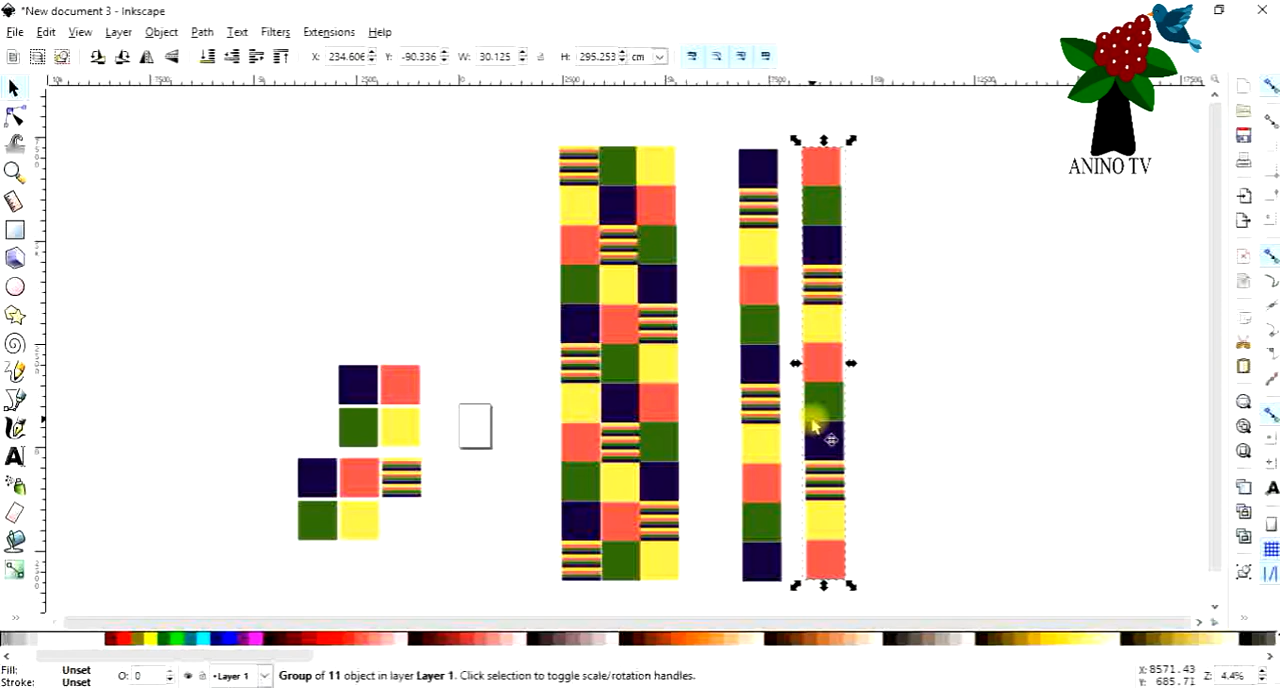 *New document 3 - Inkscape
File Edit View Layer Object Path Text Filters Extensions Help
X: 234.606 Y: -90.336 W: 30.125 H: 295.253 cm
ANINO TV
Fill: Unset O: 0 •Layer 1 Group of 11 object in layer Layer 1. Click selection to toggle scale/rotation handles. X: 8571.43 Z: 4.4%
Stroke: Unset Y: 685.71